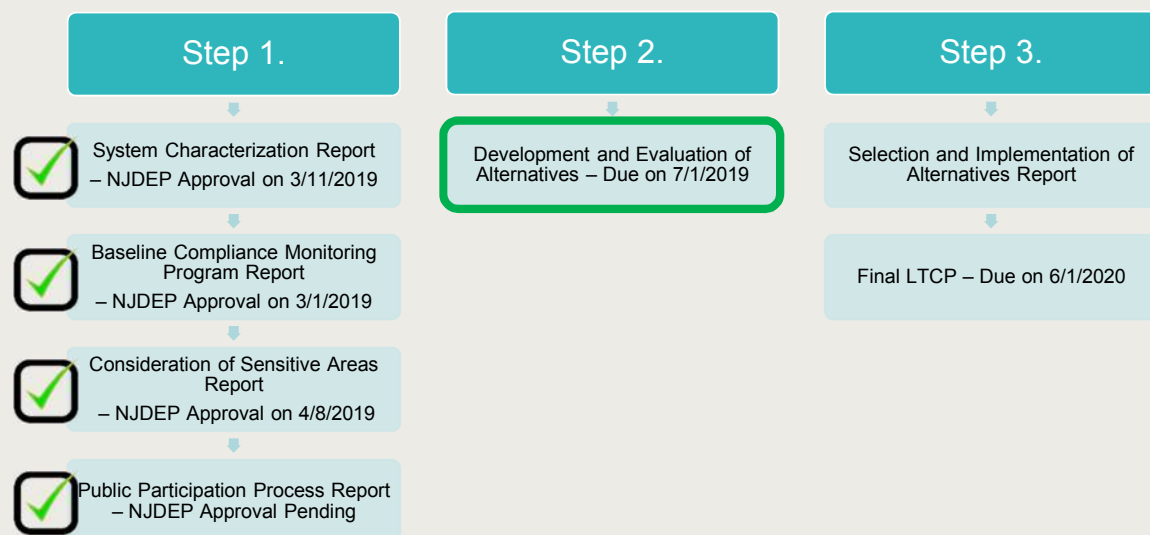 Step 1.
System Characterization Report
– NJDEP Approval on 3/11/2019
Baseline Compliance Monitoring
Program Report
– NJDEP Approval on 3/1/2019
Consideration of Sensitive Areas
Report
– NJDEP Approval on 4/8/2019
Public Participation Process Report
– NJDEP Approval Pending
Step 2.
Development and Evaluation of
Alternatives – Due on 7/1/2019
Step 3.
Selection and Implementation of
Alternatives Report
Final LTCP – Due on 6/1/2020